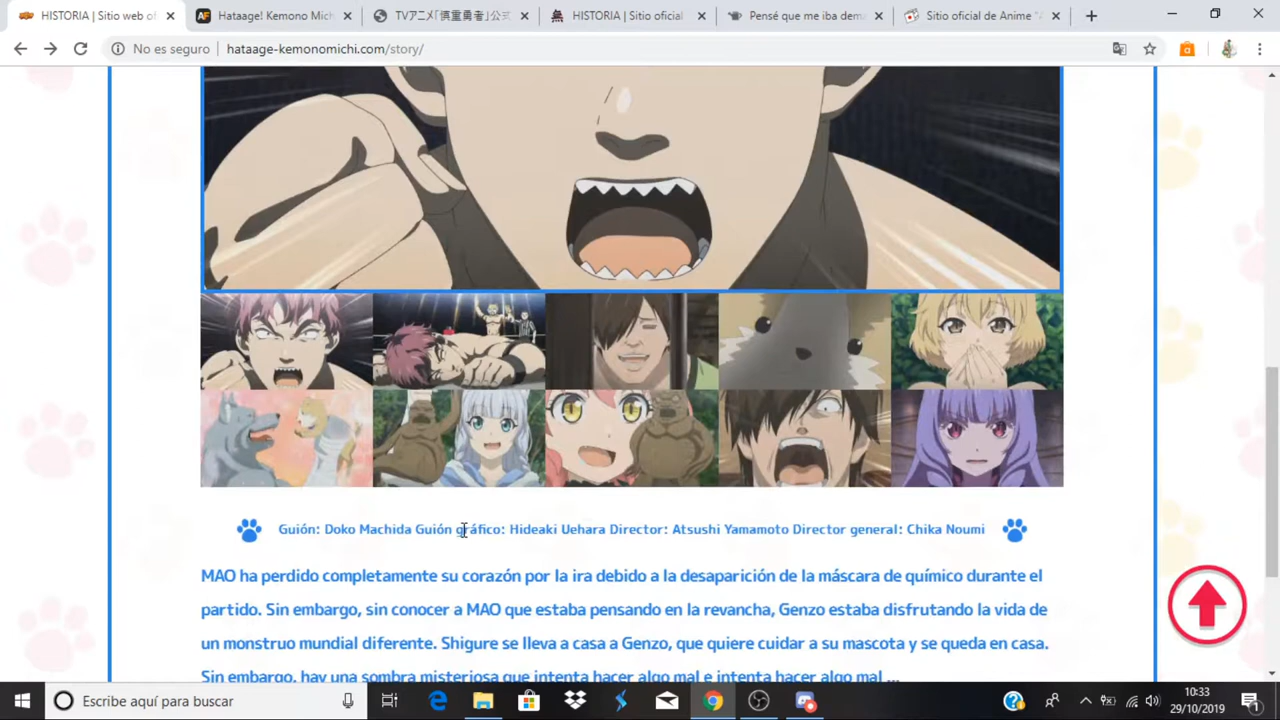 HISTORIA | Sitio web of
Hataage! Kemono Mich
TVアニメ「慎重勇者」公式
HISTORIA | Sitio oficial
Pensé que me iba dem
Sitio oficial de Anime "
No es seguro
hataage-kemonomichi.com/story/
Guión: Doko Machida Guión gráfico: Hideaki Uehara Director: Atsushi Yamamoto Director general: Chika Noumi
MAO ha perdido completamente su corazón por la ira debido a la desaparición de la máscara de químico durante el
partido. Sin embargo, sin conocer a MAO que estaba pensando en la revancha, Genzo estaba disfrutando la vida de
un monstruo mundial diferente. Shigure se lleva a casa a Genzo, que quiere cuidar a su mascota y se queda en casa.
Sin embargo, hay una sombra misteriosa que intenta hacer algo mal e intenta hacer algo mal ...
Escribe aquí para buscar
10:33
29/10/2019